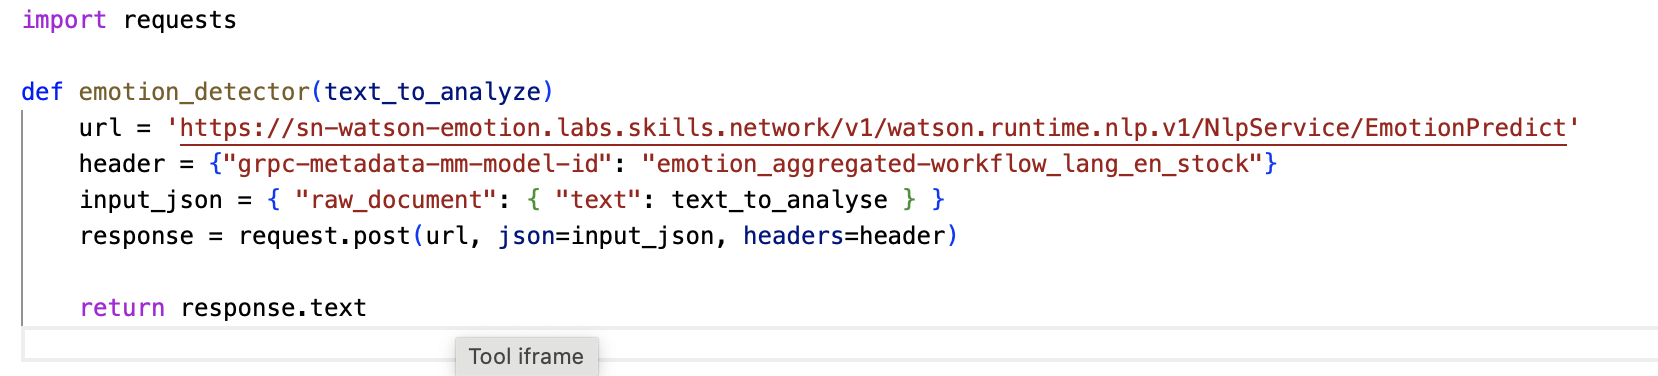 import requests
def emotion_detector(text_to_analyze)
url = 'https://sn-watson-emotion.labs.skills.network/v1/watson.runtime.nlp.v1/NlpService/EmotionPredict'
header = {"grpc-metadata-mm-model-id": "emotion_aggregated-workflow_lang_en_stock"}
input_json = { "raw_document": { "text": text_to_analyse } }
response = request.post(url, json=input_json, headers=header)
return response.text
Tool iframe